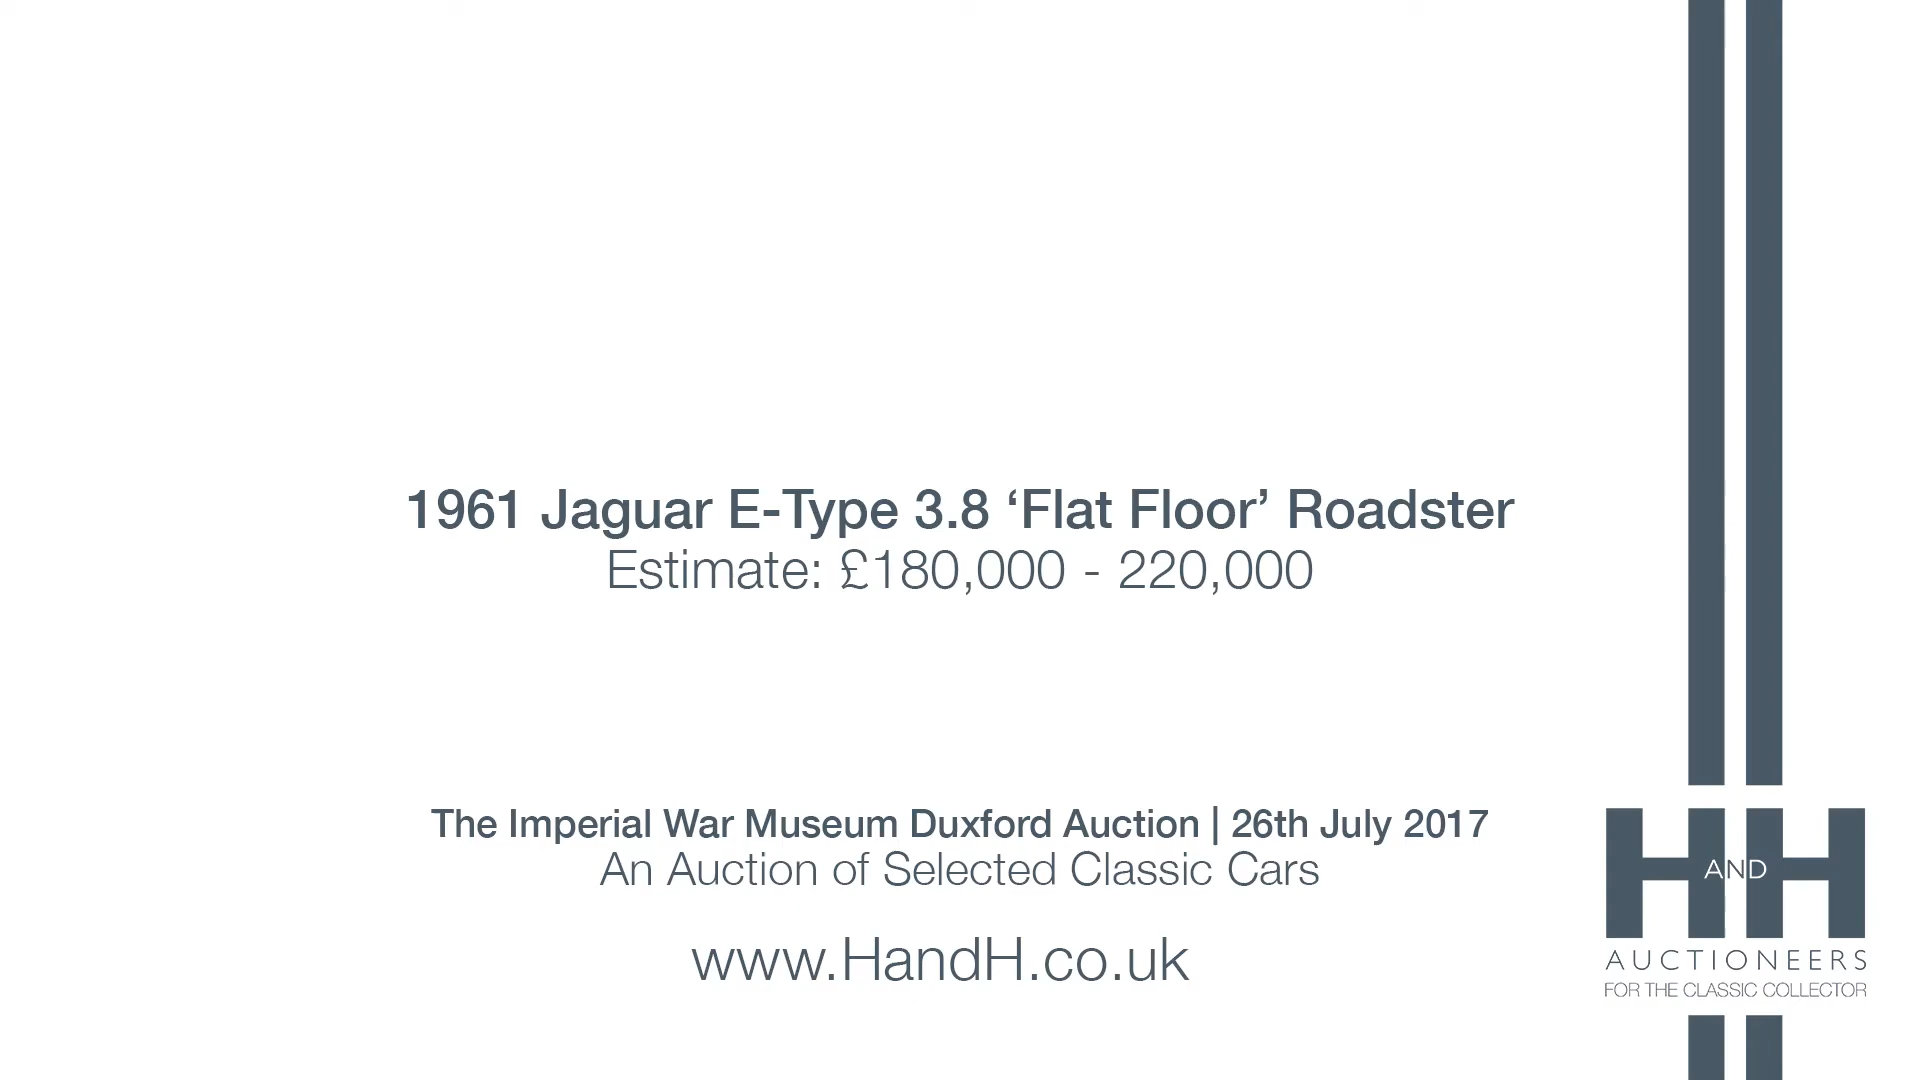 1961 Jaguar E-Type 3.8 ‘Flat Floor’ Roadster
Estimate: £180,000 - 220,000
The Imperial War Museum Duxford Auction | 26th July 2017
An Auction of Selected Classic Cars
www.HandH.co.uk
H AND H
AUCTIONEERS
FOR THE CLASSIC COLLECTOR